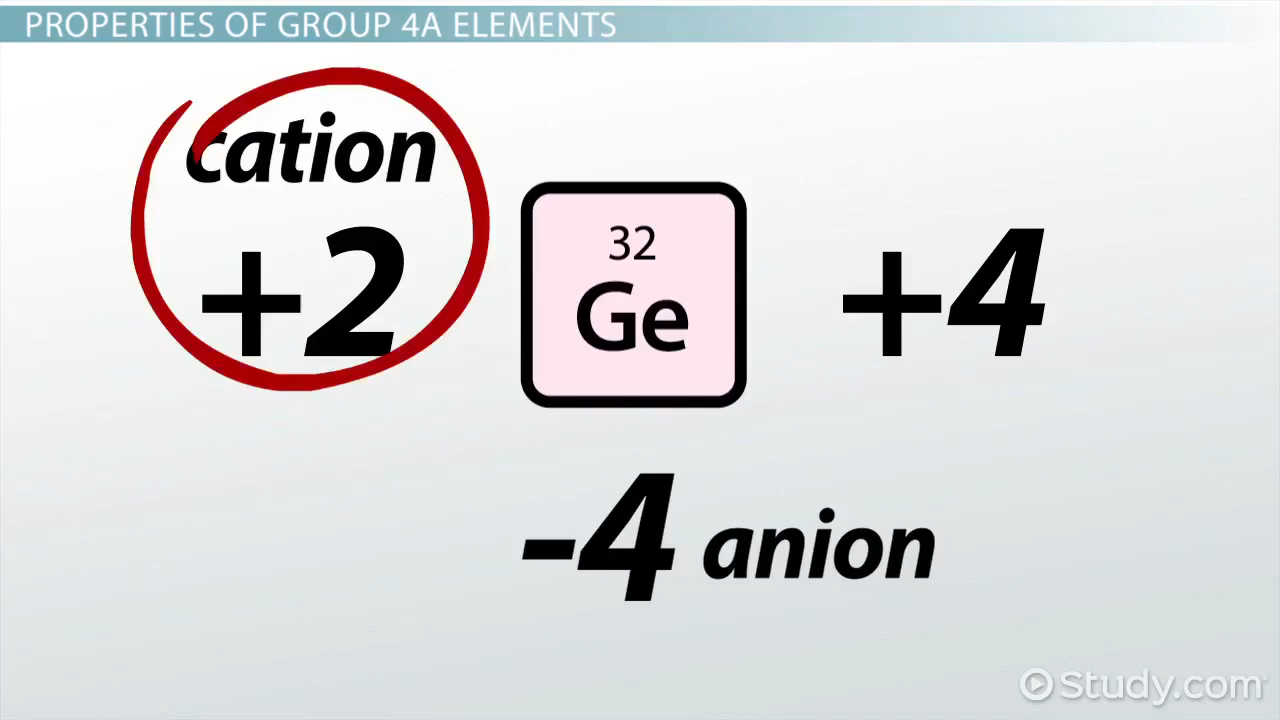 PROPERTIES OF GROUP 4A ELEMENTS
cation
+2
32
Ge
+4
-4 anion
Study.com